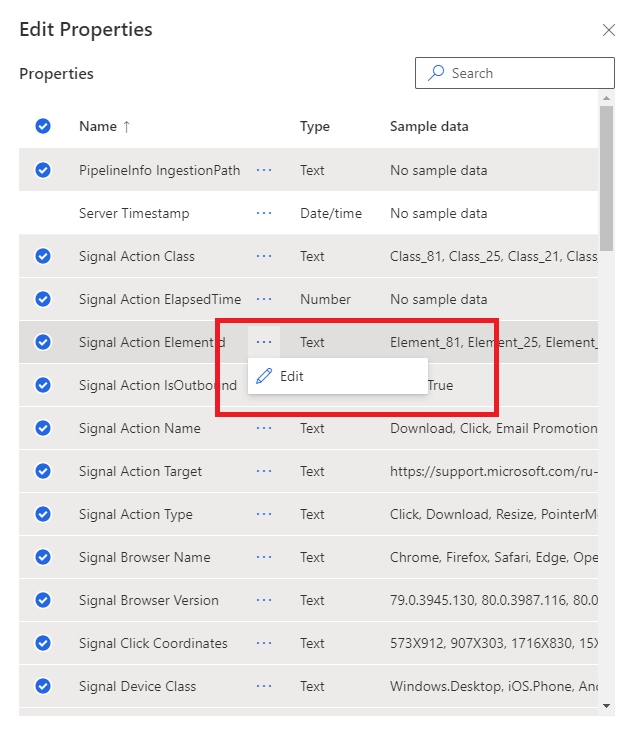 Edit Properties
Properties
Search
Name ↑ Type Sample data
PipelineInfo IngestionPath ··· Text No sample data
Server Timestamp ··· Date/time No sample data
Signal Action Class ··· Text Class_81, Class_25, Class_21, Class_
Signal Action ElapsedTime ··· Number No sample data
Signal Action ElementId ··· Text Element_81, Element_25, Element_
Signal Action IsOutbound True
Edit
Signal Action Name ··· Text Download, Click, Email Promotion
Signal Action Target ··· Text https://support.microsoft.com/ru-
Signal Action Type ··· Text Click, Download, Resize, PointerM
Signal Browser Name ··· Text Chrome, Firefox, Safari, Edge, Ope
Signal Browser Version ··· Text 79.0.3945.130, 80.0.3987.116, 80.0
Signal Click Coordinates ··· Text 573X912, 907X303, 1716X830, 15X
Signal Device Class ··· Text Windows.Desktop, iOS.Phone, And